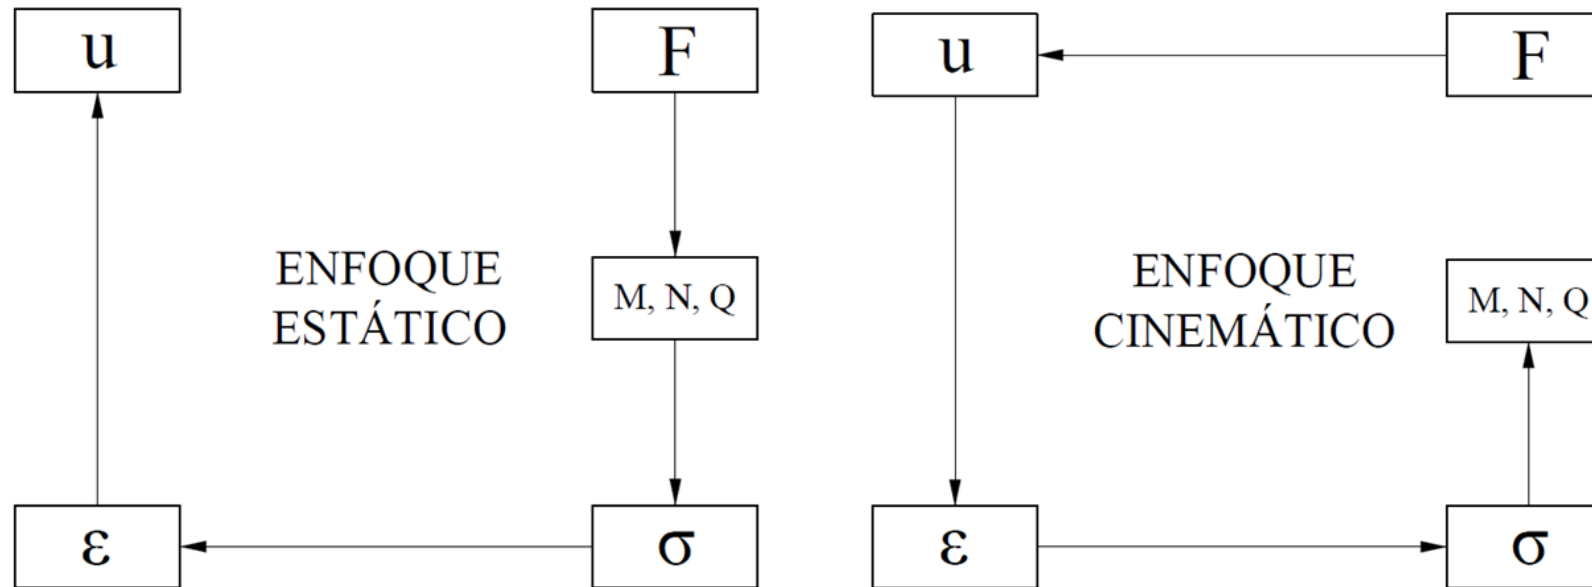 u
F
ENFOQUE
ESTÁTICO
M, N, Q
ε
σ
u
F
ENFOQUE
CINEMÁTICO
M, N, Q
ε
σ